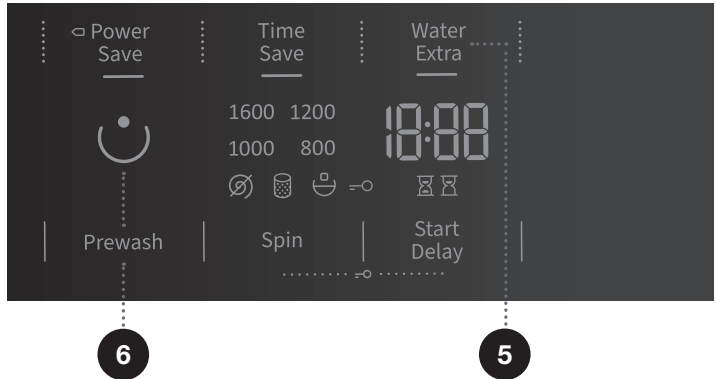 Power
Save
Time
Save
Water
Extra
1600 1200
1000 800
18:88
Prewash
Spin
Start
Delay
6
5